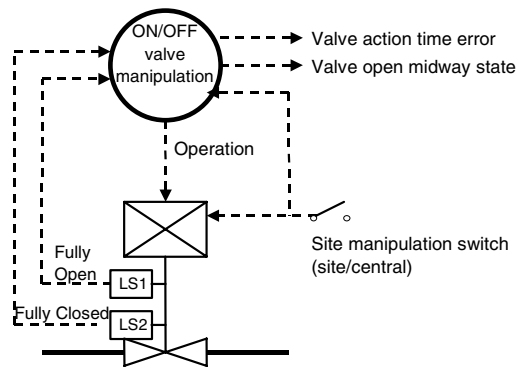 ON/OFF
valve
manipulation
Valve action time error
Valve open midway state
Operation
Site manipulation switch
(site/central)
Fully
Open
LS1
Fully Closed
LS2